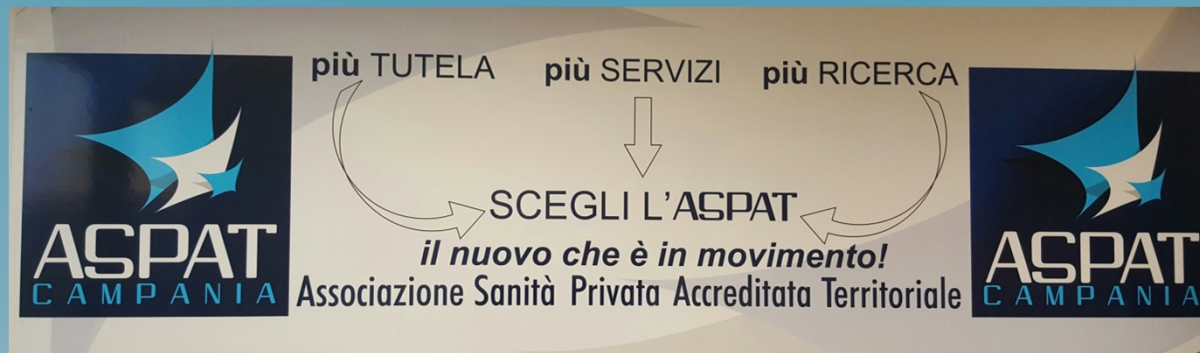 più TUTELA più SERVIZI più RICERCA
SCEGLI L'ASPAT
il nuovo che è in movimento!
Associazione Sanità Privata Accreditata Territoriale
ASPAT
CAMPANIA
ASPAT
CAMPANIA